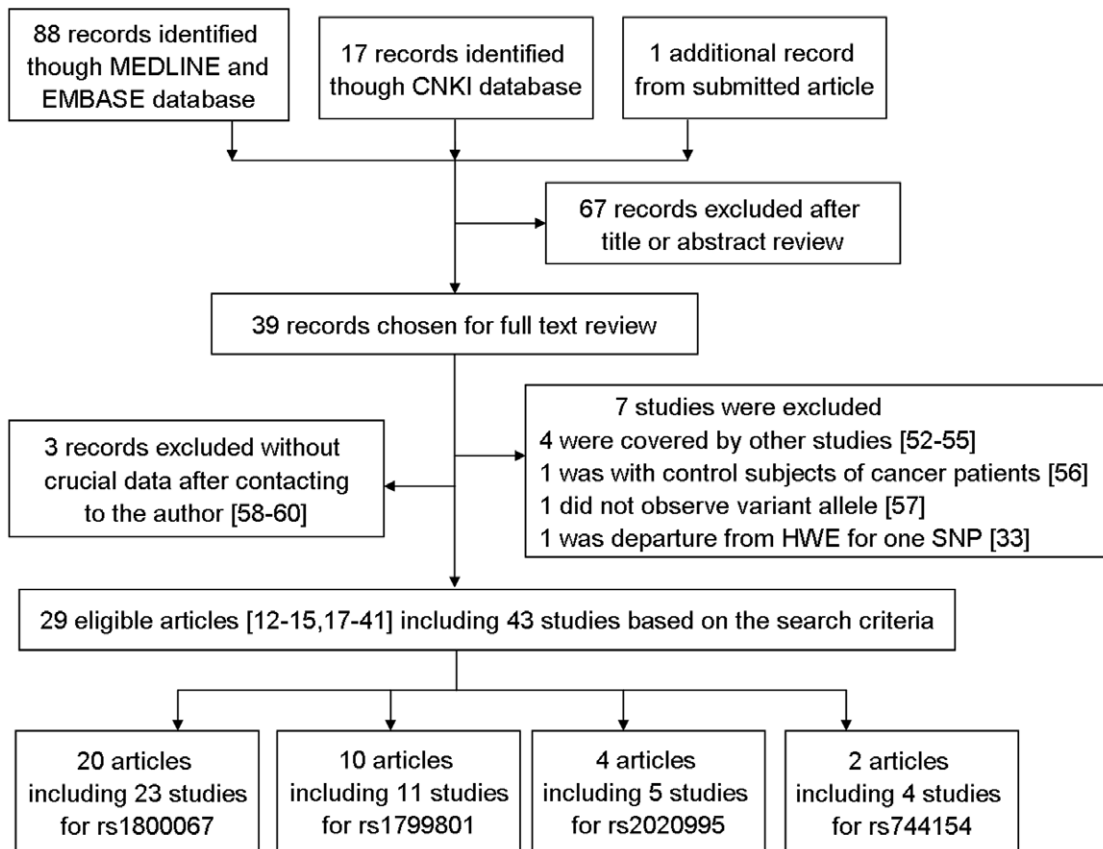 88 records identified
though MEDLINE and
EMBASE database
17 records identified
though CNKI database
1 additional record
from submitted article
67 records excluded after
title or abstract review
39 records chosen for full text review
7 studies were excluded
4 were covered by other studies [52-55]
1 was with control subjects of cancer patients [56]
1 did not observe variant allele [57]
1 was departure from HWE for one SNP [33]
3 records excluded without
crucial data after contacting
to the author [58-60]
29 eligible articles [12-15,17-41] including 43 studies based on the search criteria
20 articles
including 23 studies
for rs1800067
10 articles
including 11 studies
for rs1799801
4 articles
including 5 studies
for rs2020995
2 articles
including 4 studies
for rs744154